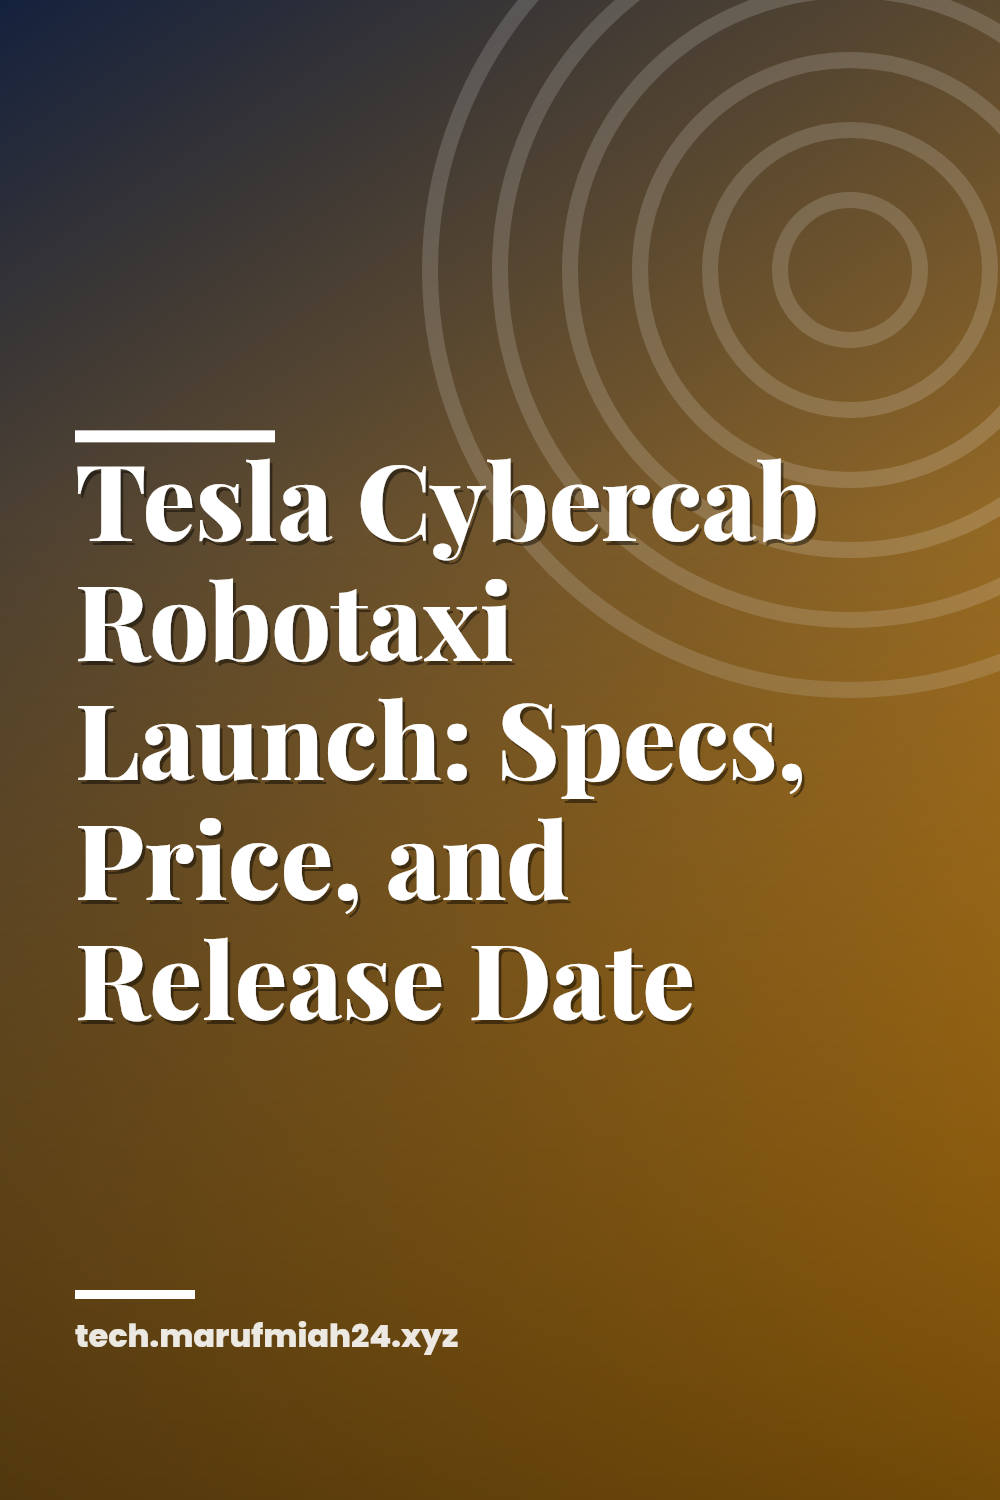 Tesla Cybercab
Robotaxi
Launch: Specs,
Price, and
Release Date
tech.marufmiah24.xyz